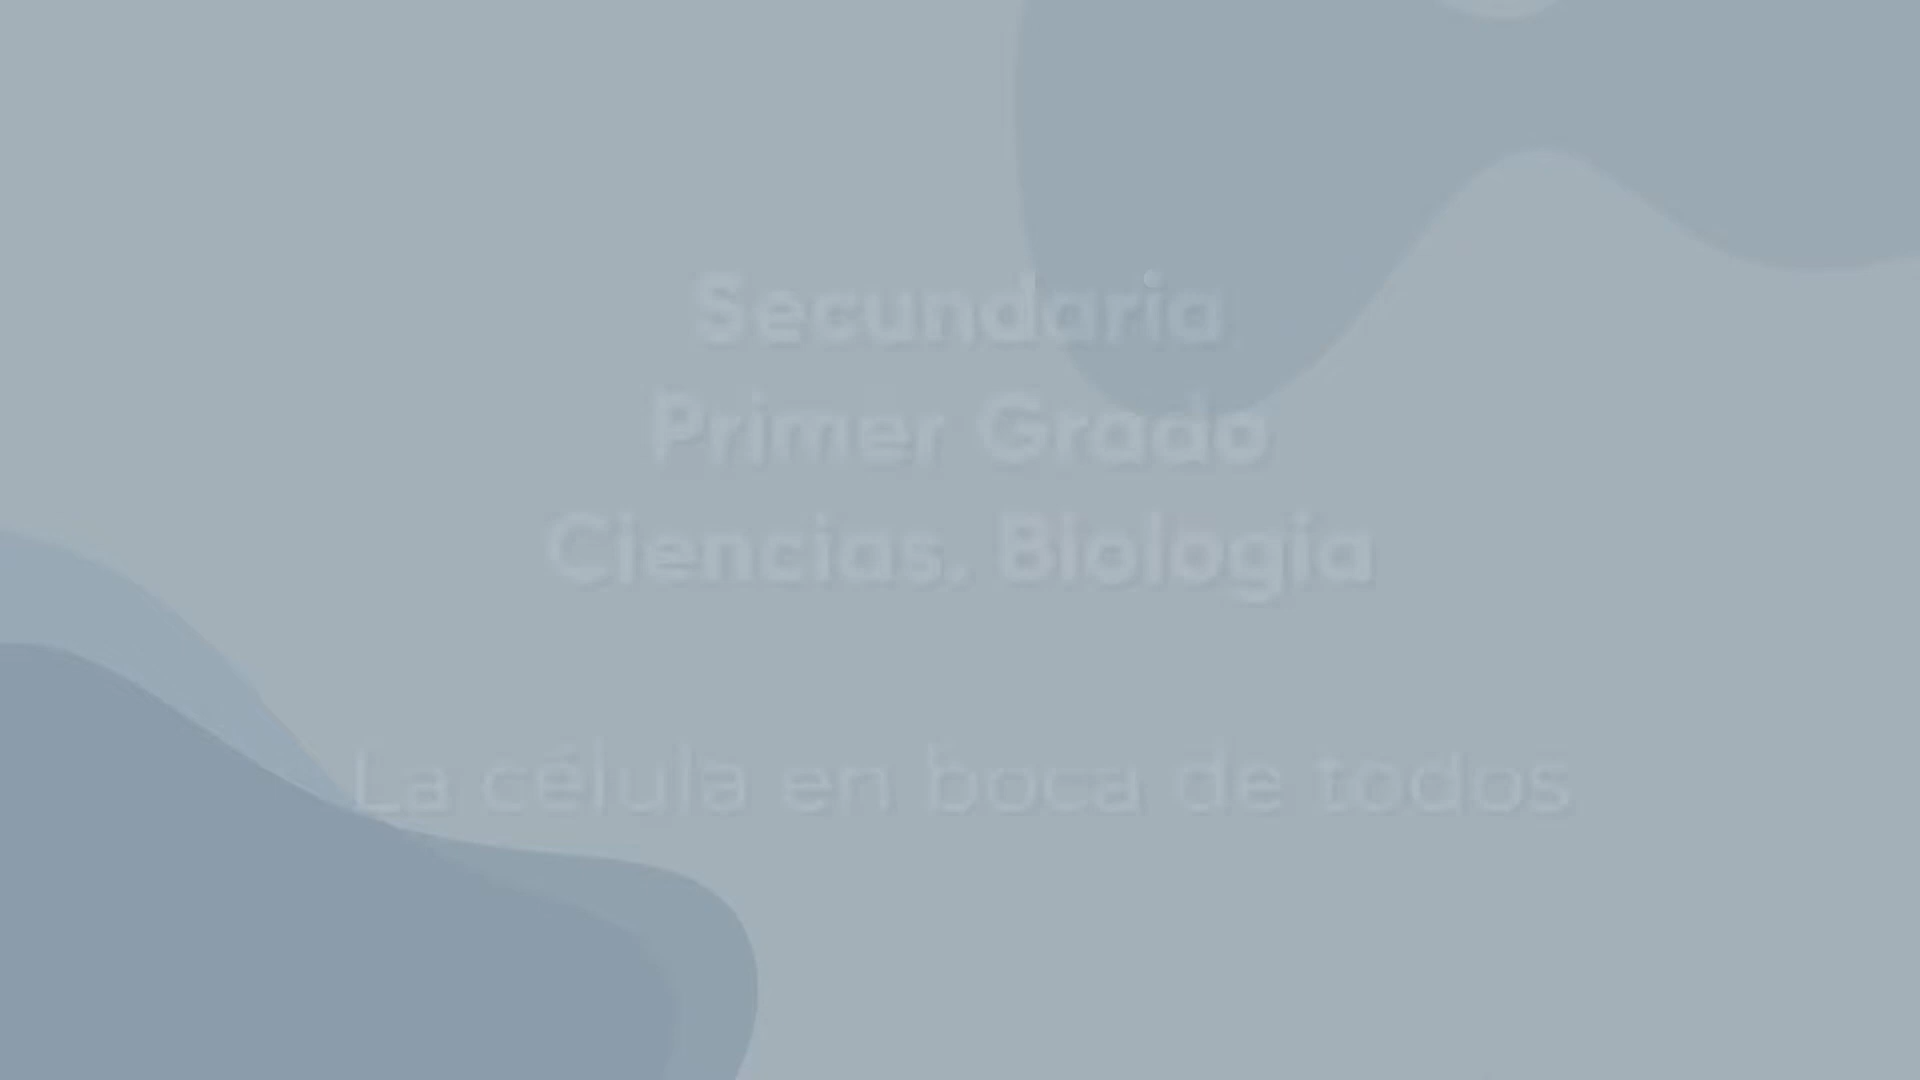 Secundaria
Primer Grado
Ciencias. Biología
La célula en boca de todos